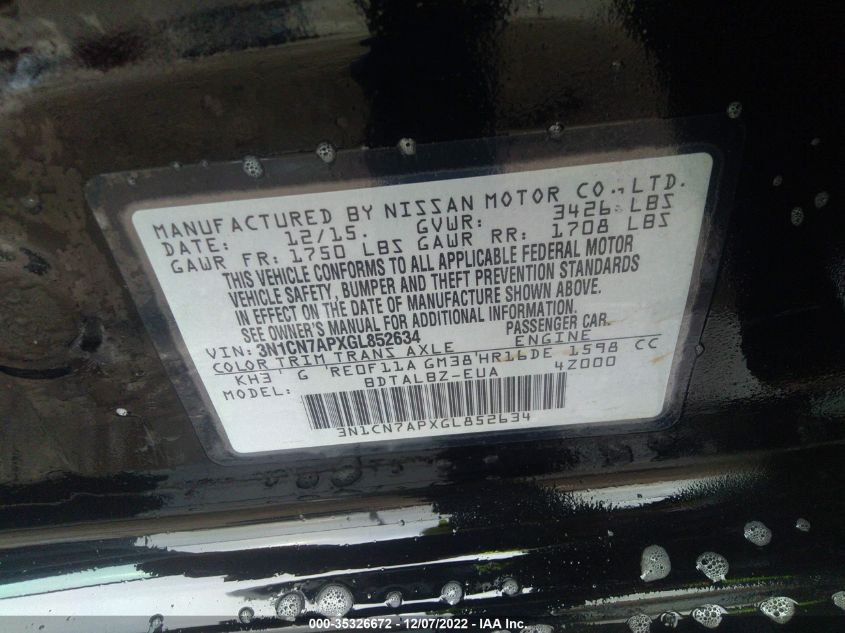 MANUFACTURED BY NISSAN MOTOR CO.,LTD.
DATE: 12/15. GVWR: 3426 LBS
GAWR FR: 1750 LBS GAWR RR: 1708 LBS
THIS VEHICLE CONFORMS TO ALL APPLICABLE FEDERAL MOTOR
VEHICLE SAFETY, BUMPER AND THEFT PREVENTION STANDARDS
IN EFFECT ON THE DATE OF MANUFACTURE SHOWN ABOVE.
SEE OWNER'S MANUAL FOR ADDITIONAL INFORMATION.
VIN: 3N1CN7APXGL852634 PASSENGER CAR.
COLOR TRIM TRANS AXLE ENGINE
KH3 G RE0F11A GM38 HR16DE 1598 CC
MODEL: BDTALBZ-EUA 4Z000
3N1CN7APXGL852634
000-35326672 - 12/07/2022 - IAA Inc.